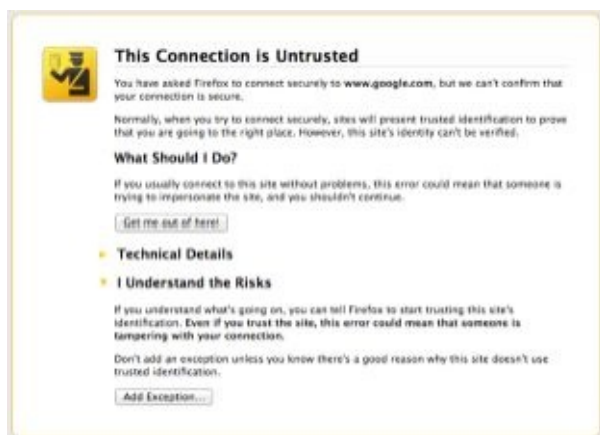 This Connection is Untrusted
You have asked Firefox to connect securely to www.google.com, but we can't confirm that
your connection is secure.
Normally, when you try to connect securely, sites will present trusted identification to prove
that you are going to the right place. However, this site's identity can't be verified.
What Should I Do?
If you usually connect to this site without problems, this error could mean that someone is
trying to impersonate the site, and you shouldn't continue.
Get me out of here!
Technical Details
I Understand the Risks
If you understand what's going on, you can tell Firefox to start trusting this site's
identification. Even if you trust the site, this error could mean that someone is
tampering with your connection.
Don't add an exception unless you know there's a good reason why this site doesn't use
trusted identification.
Add Exception...